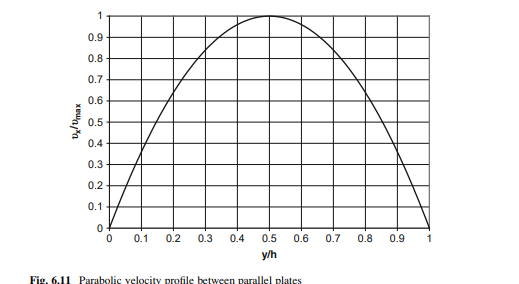 1
0.9
0.8
0.7
0.6
0.5
0.4
0.3
0.2
0.1
0
υx/υmax
0 0.1 0.2 0.3 0.4 0.5 0.6 0.7 0.8 0.9 1
y/h
Fig. 6.11 Parabolic velocity profile between parallel plates